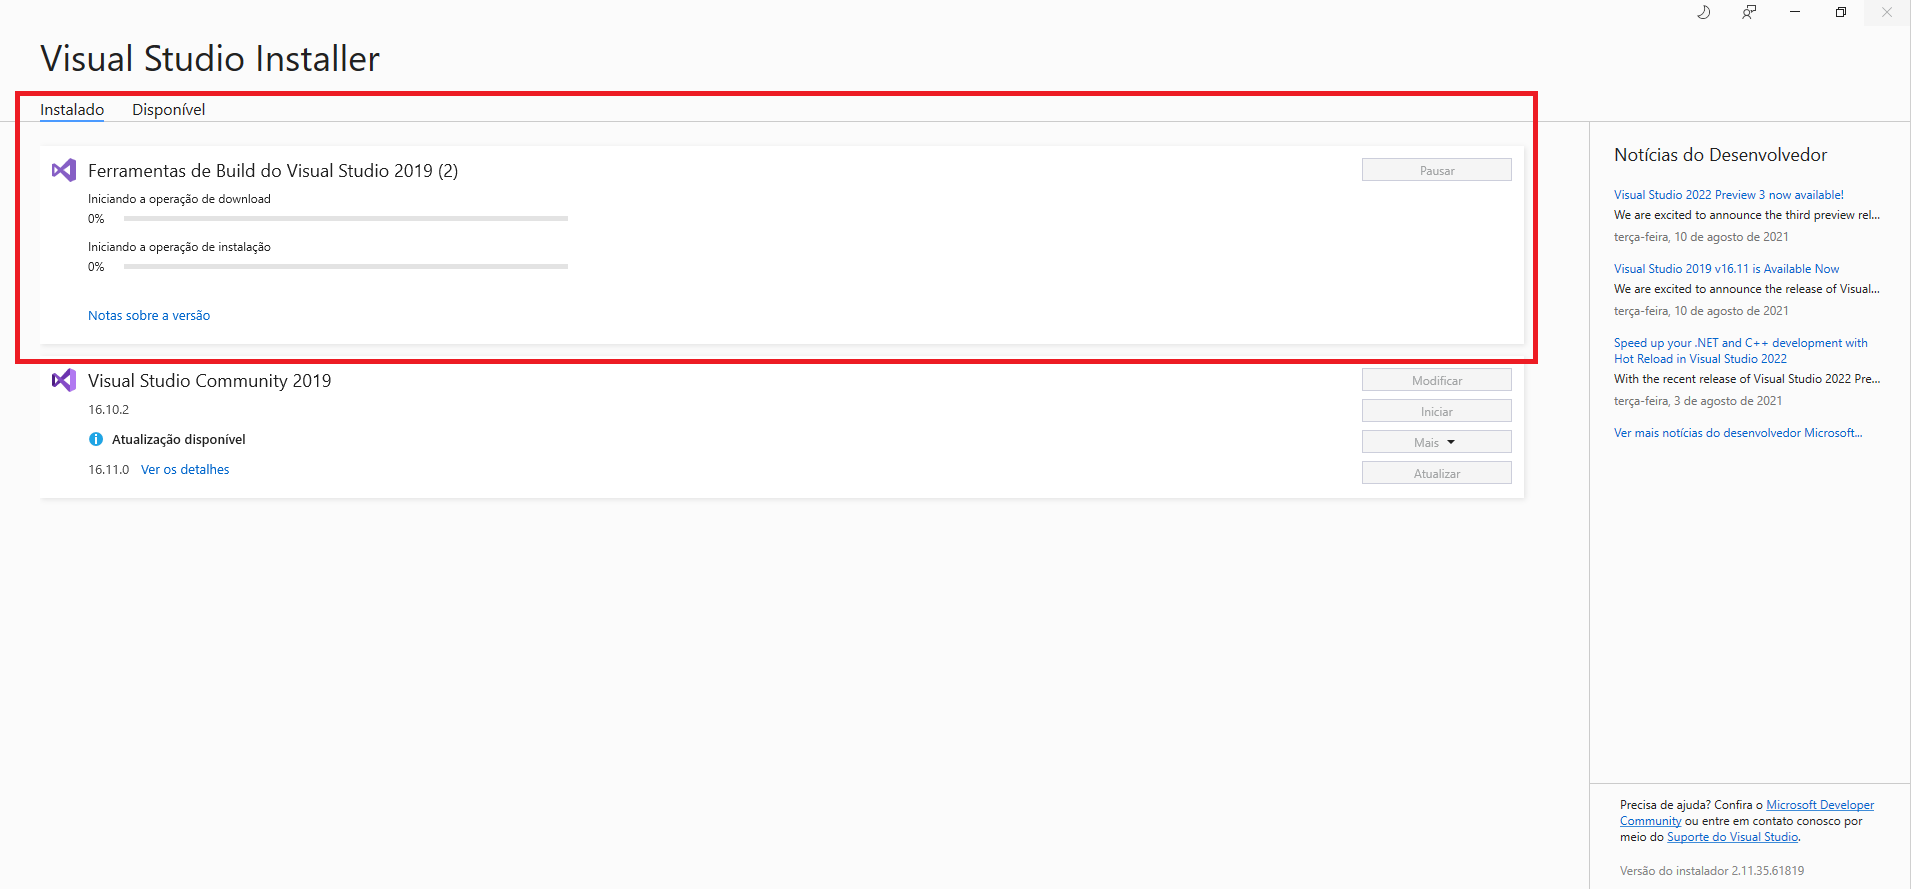 Visual Studio Installer
Instalado
Disponível
Ferramentas de Build do Visual Studio 2019 (2)
Pausar
Iniciando a operação de download
0%
Iniciando a operação de instalação
0%
Notas sobre a versão
Visual Studio Community 2019
Modificar
16.10.2
Iniciar
Atualização disponível
Mais
16.11.0 Ver os detalhes
Atualizar
Notícias do Desenvolvedor
Visual Studio 2022 Preview 3 now available!
We are excited to announce the third preview rel...
terça-feira, 10 de agosto de 2021
Visual Studio 2019 v16.11 is Available Now
We are excited to announce the release of Visual...
terça-feira, 10 de agosto de 2021
Speed up your .NET and C++ development with
Hot Reload in Visual Studio 2022
With the recent release of Visual Studio 2022 Pre...
terça-feira, 3 de agosto de 2021
Ver mais notícias do desenvolvedor Microsoft...
Precisa de ajuda? Confira o Microsoft Developer
Community ou entre em contato conosco por
meio do Suporte do Visual Studio.
Versão do instalador 2.11.35.61819